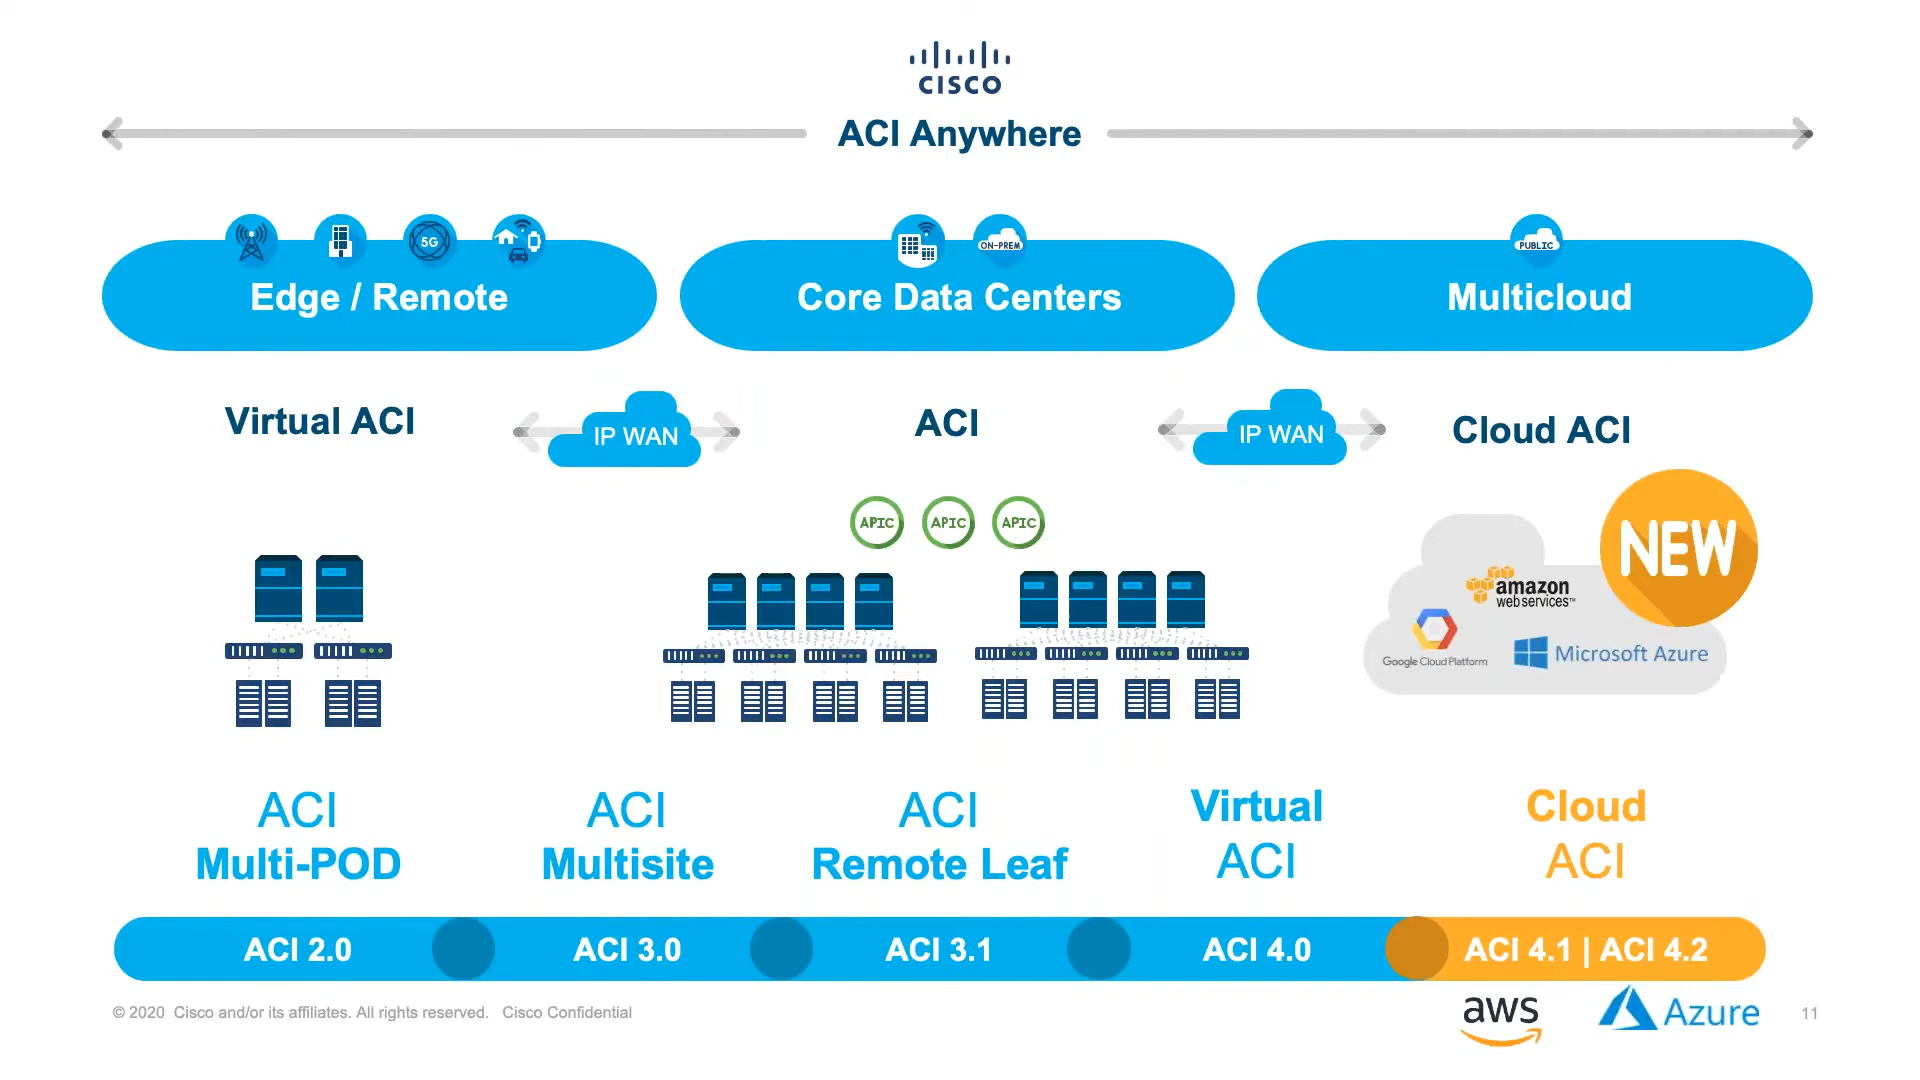 CISCO
ACI Anywhere
5G
ON-PREM
PUBLIC
Edge / Remote
Core Data Centers
Multicloud
Virtual ACI
IP WAN
ACI
IP WAN
Cloud ACI
APIC APIC APIC
NEW
amazon
webservices™
Google Cloud Platform
Microsoft Azure
ACI
Multi-POD
ACI
Multisite
ACI
Remote Leaf
Virtual
ACI
Cloud
ACI
ACI 2.0
ACI 3.0
ACI 3.1
ACI 4.0
ACI 4.1 | ACI 4.2
© 2020 Cisco and/or its affiliates. All rights reserved. Cisco Confidential
aws
Azure
11